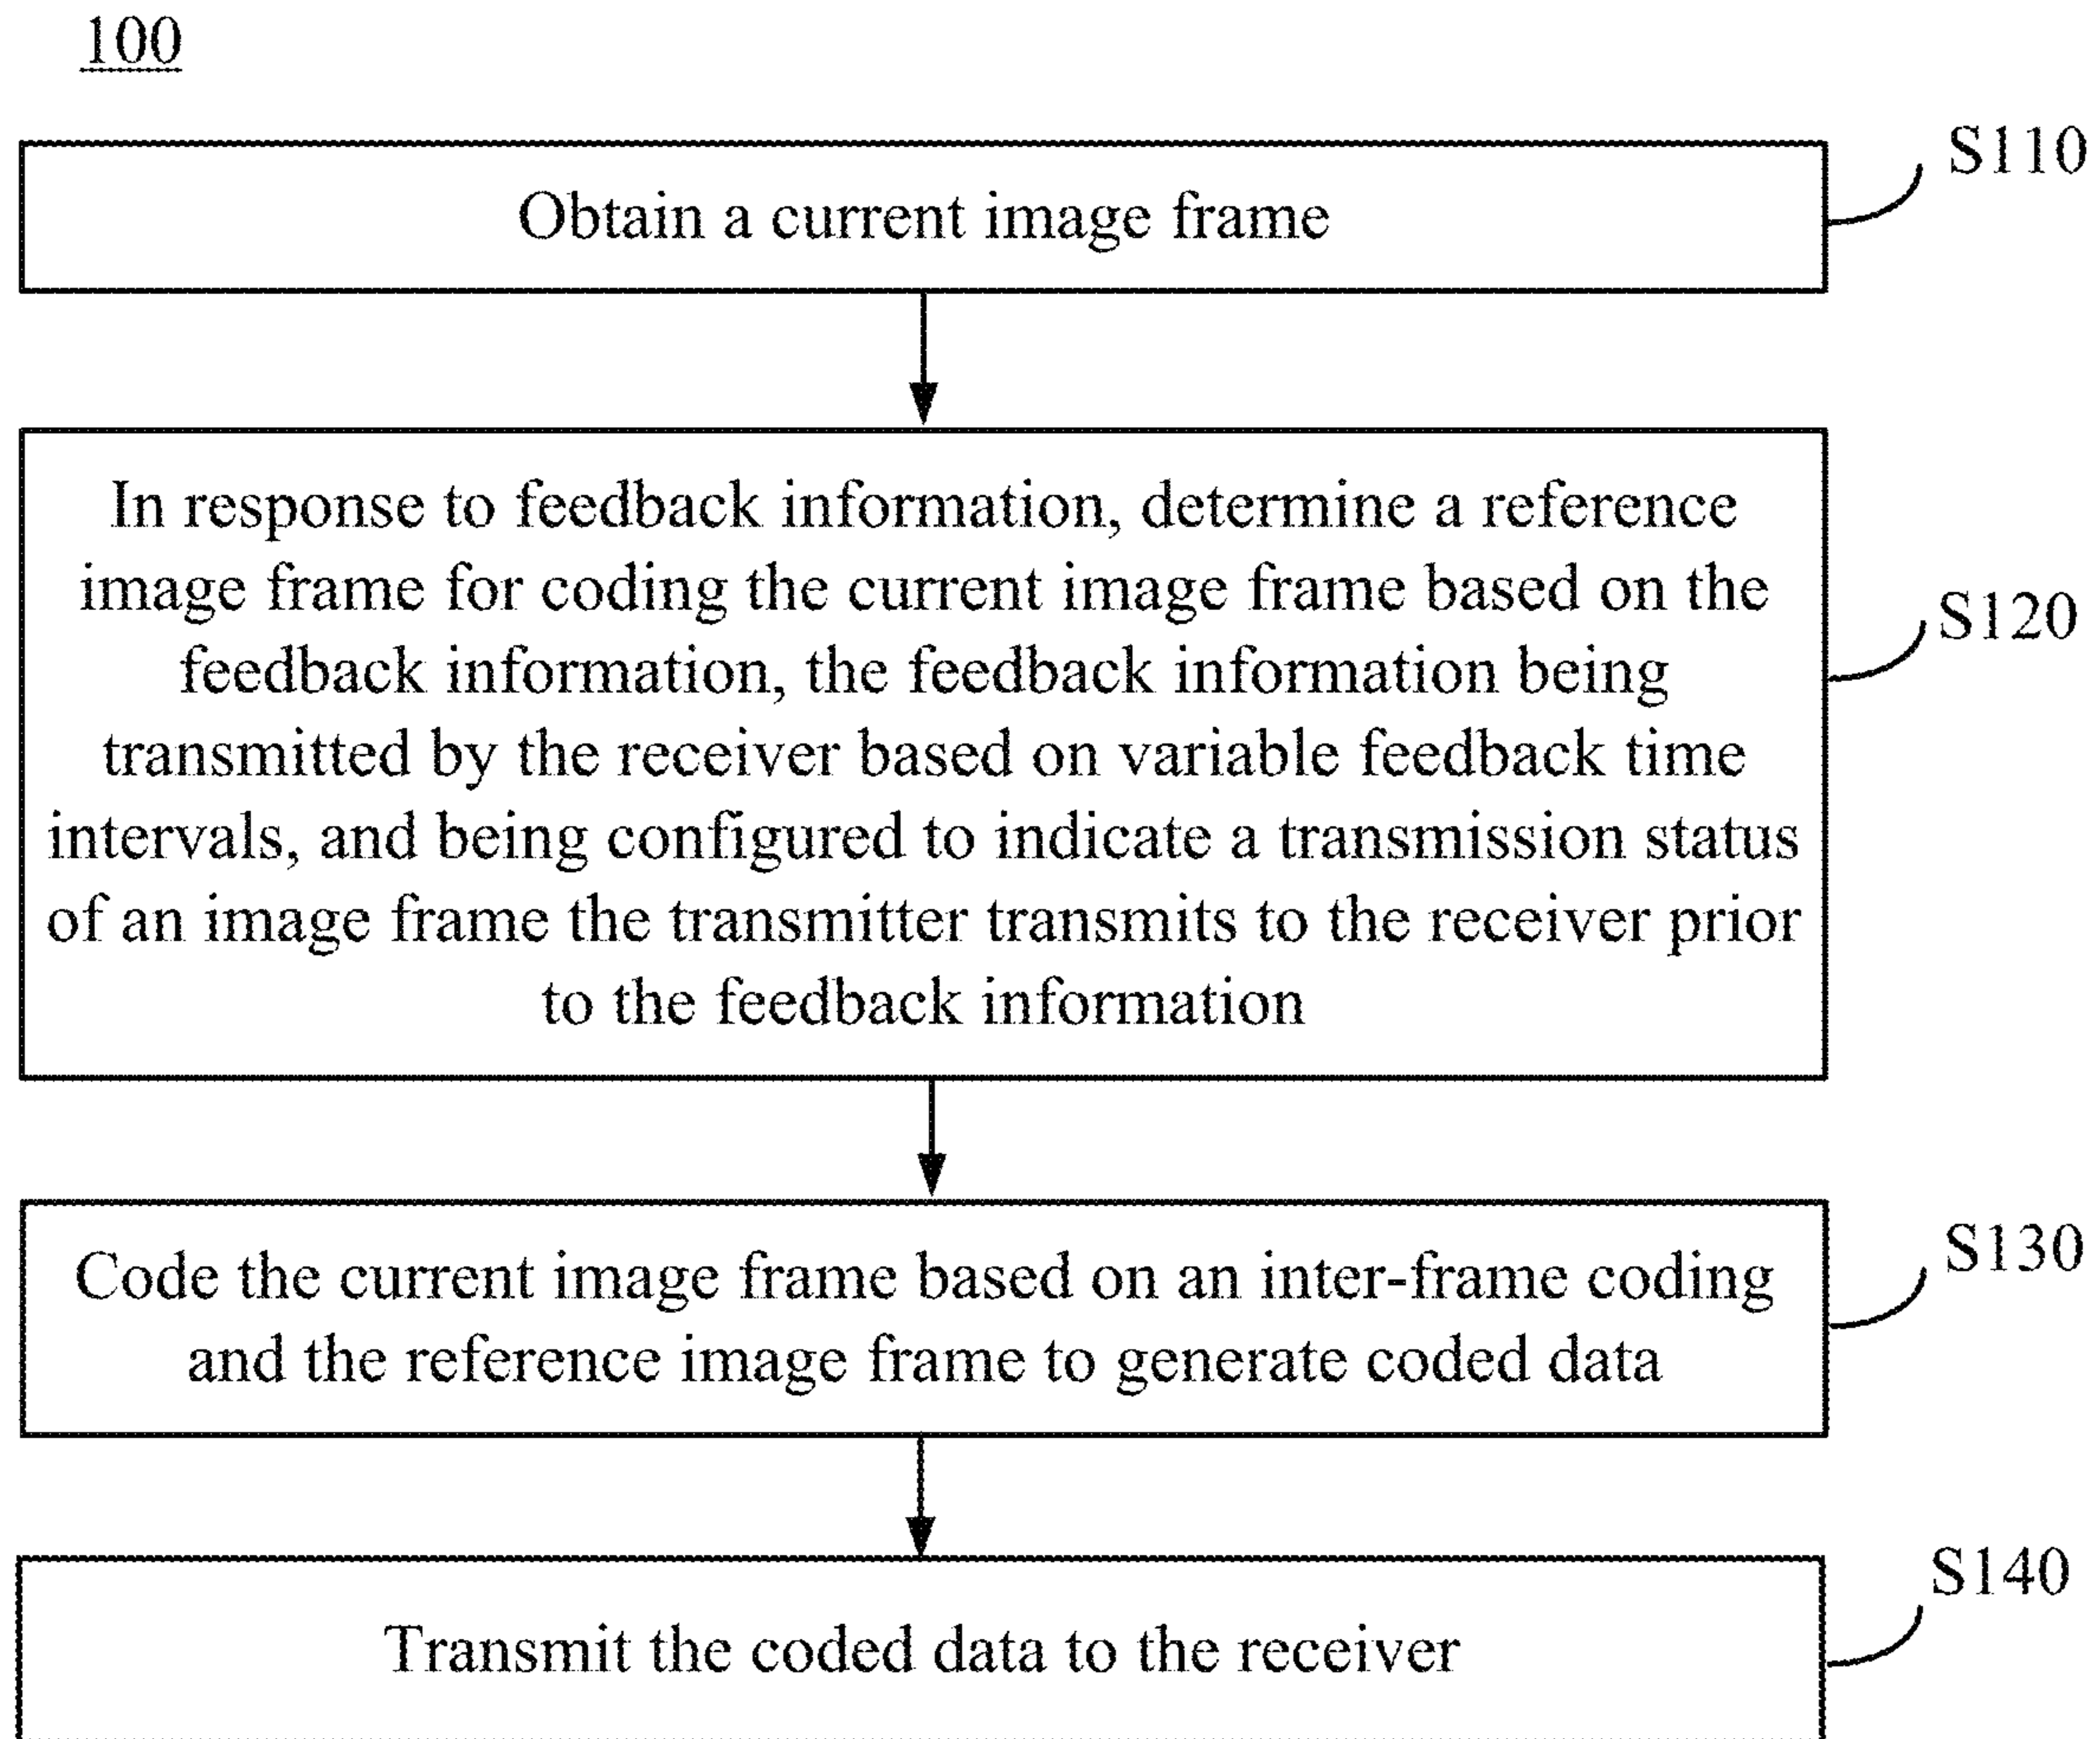 100
S110
Obtain a current image frame
In response to feedback information, determine a reference
image frame for coding the current image frame based on the
feedback information, the feedback information being
S120
transmitted by the receiver based on variable feedback time
intervals, and being configured to indicate a transmission status
of an image frame the transmitter transmits to the receiver prior
to the feedback information
S130
Code the current image frame based on an inter-frame coding
and the reference image frame to generate coded data
S140
Transmit the coded data to the receiver